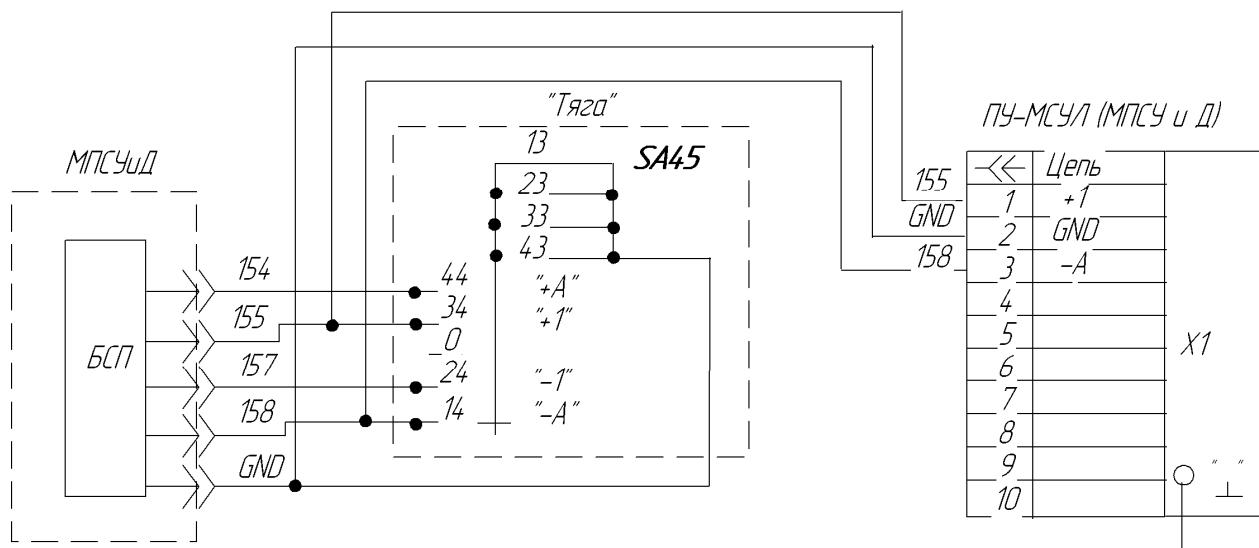 "Тяга"
13
SA45
23
33
43
МПСУиД
БСП
154
155
157
158
GND
44
34
0
24
14
"+А"
"+1"
"-1"
"-А"
ПУ-МСУЛ (МПСУ и Д)
Цепь
155
1
+1
GND
2
GND
158
3
-А
4
5
6
7
8
9
10
X1
"⊥"